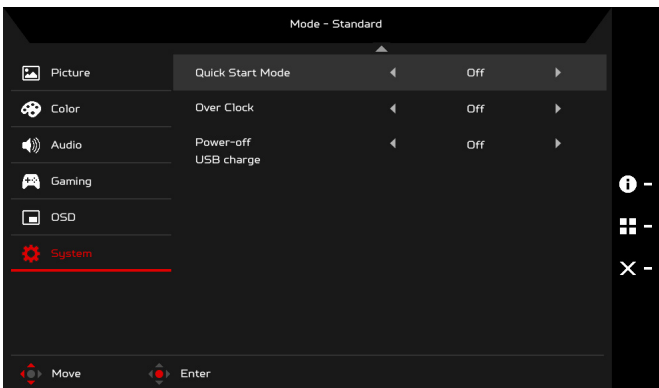 Mode - Standard
Picture
Quick Start Mode Off
Color
Over Clock Off
Audio
Power-off Off
USB charge
Gaming
OSD
System
Move Enter